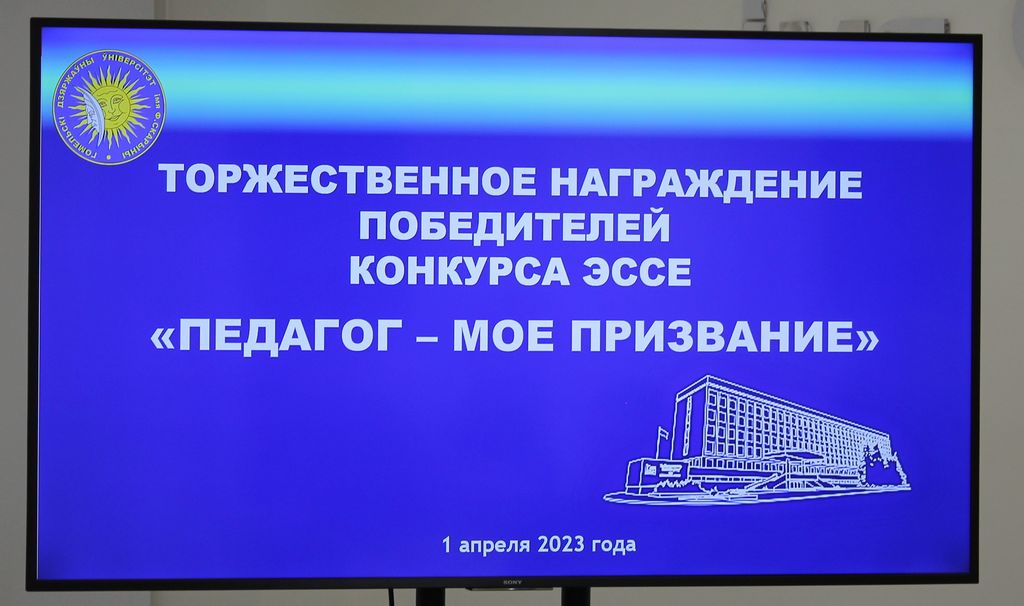 ГОМЕЛЬСКІ ДЗЯРЖАЎНЫ ЎНІВЕРСІТЭТ імя Ф.СКАРЫНЫ
ТОРЖЕСТВЕННОЕ НАГРАЖДЕНИЕ
ПОБЕДИТЕЛЕЙ
КОНКУРСА ЭССЕ
«ПЕДАГОГ – МОЕ ПРИЗВАНИЕ»
1 апреля 2023 года
SONY